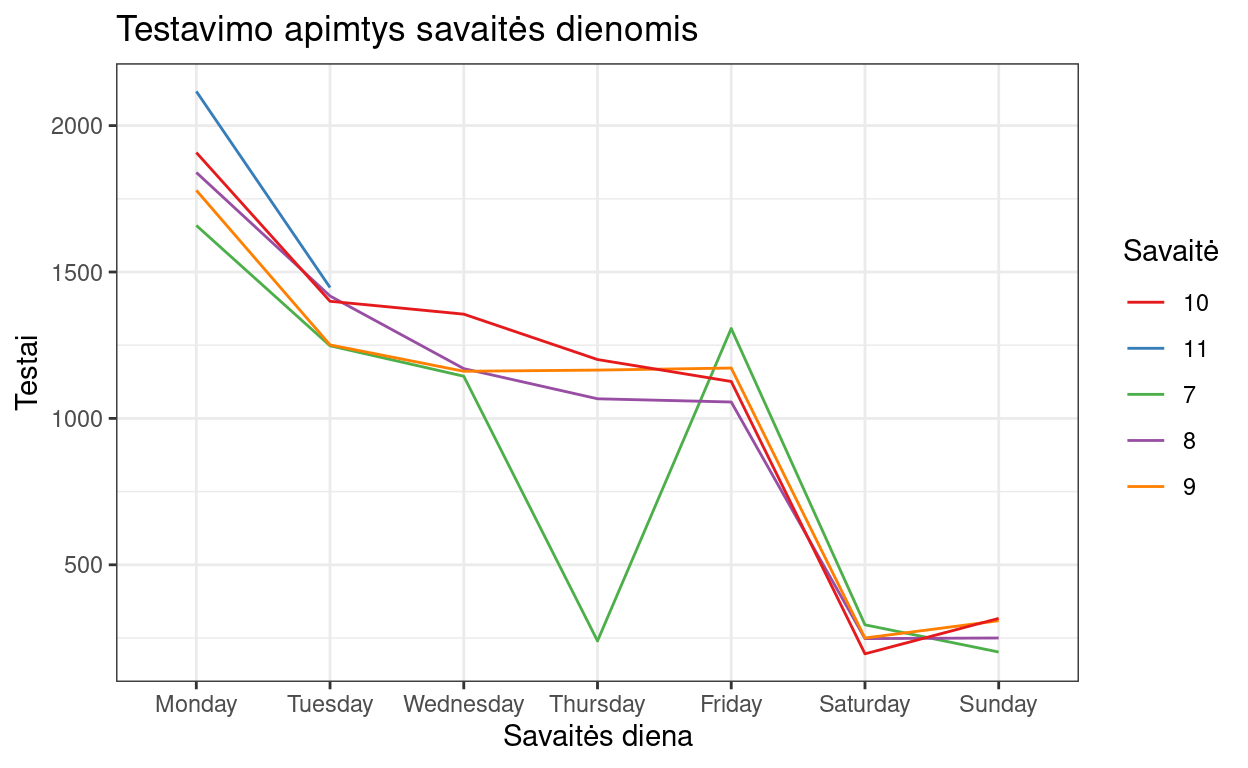 Testavimo apimtys savaitės dienomis
Testai
2000
1500
1000
500
Monday Tuesday Wednesday Thursday Friday Saturday Sunday
Savaitės diena
Savaitė
10
11
7
8
9